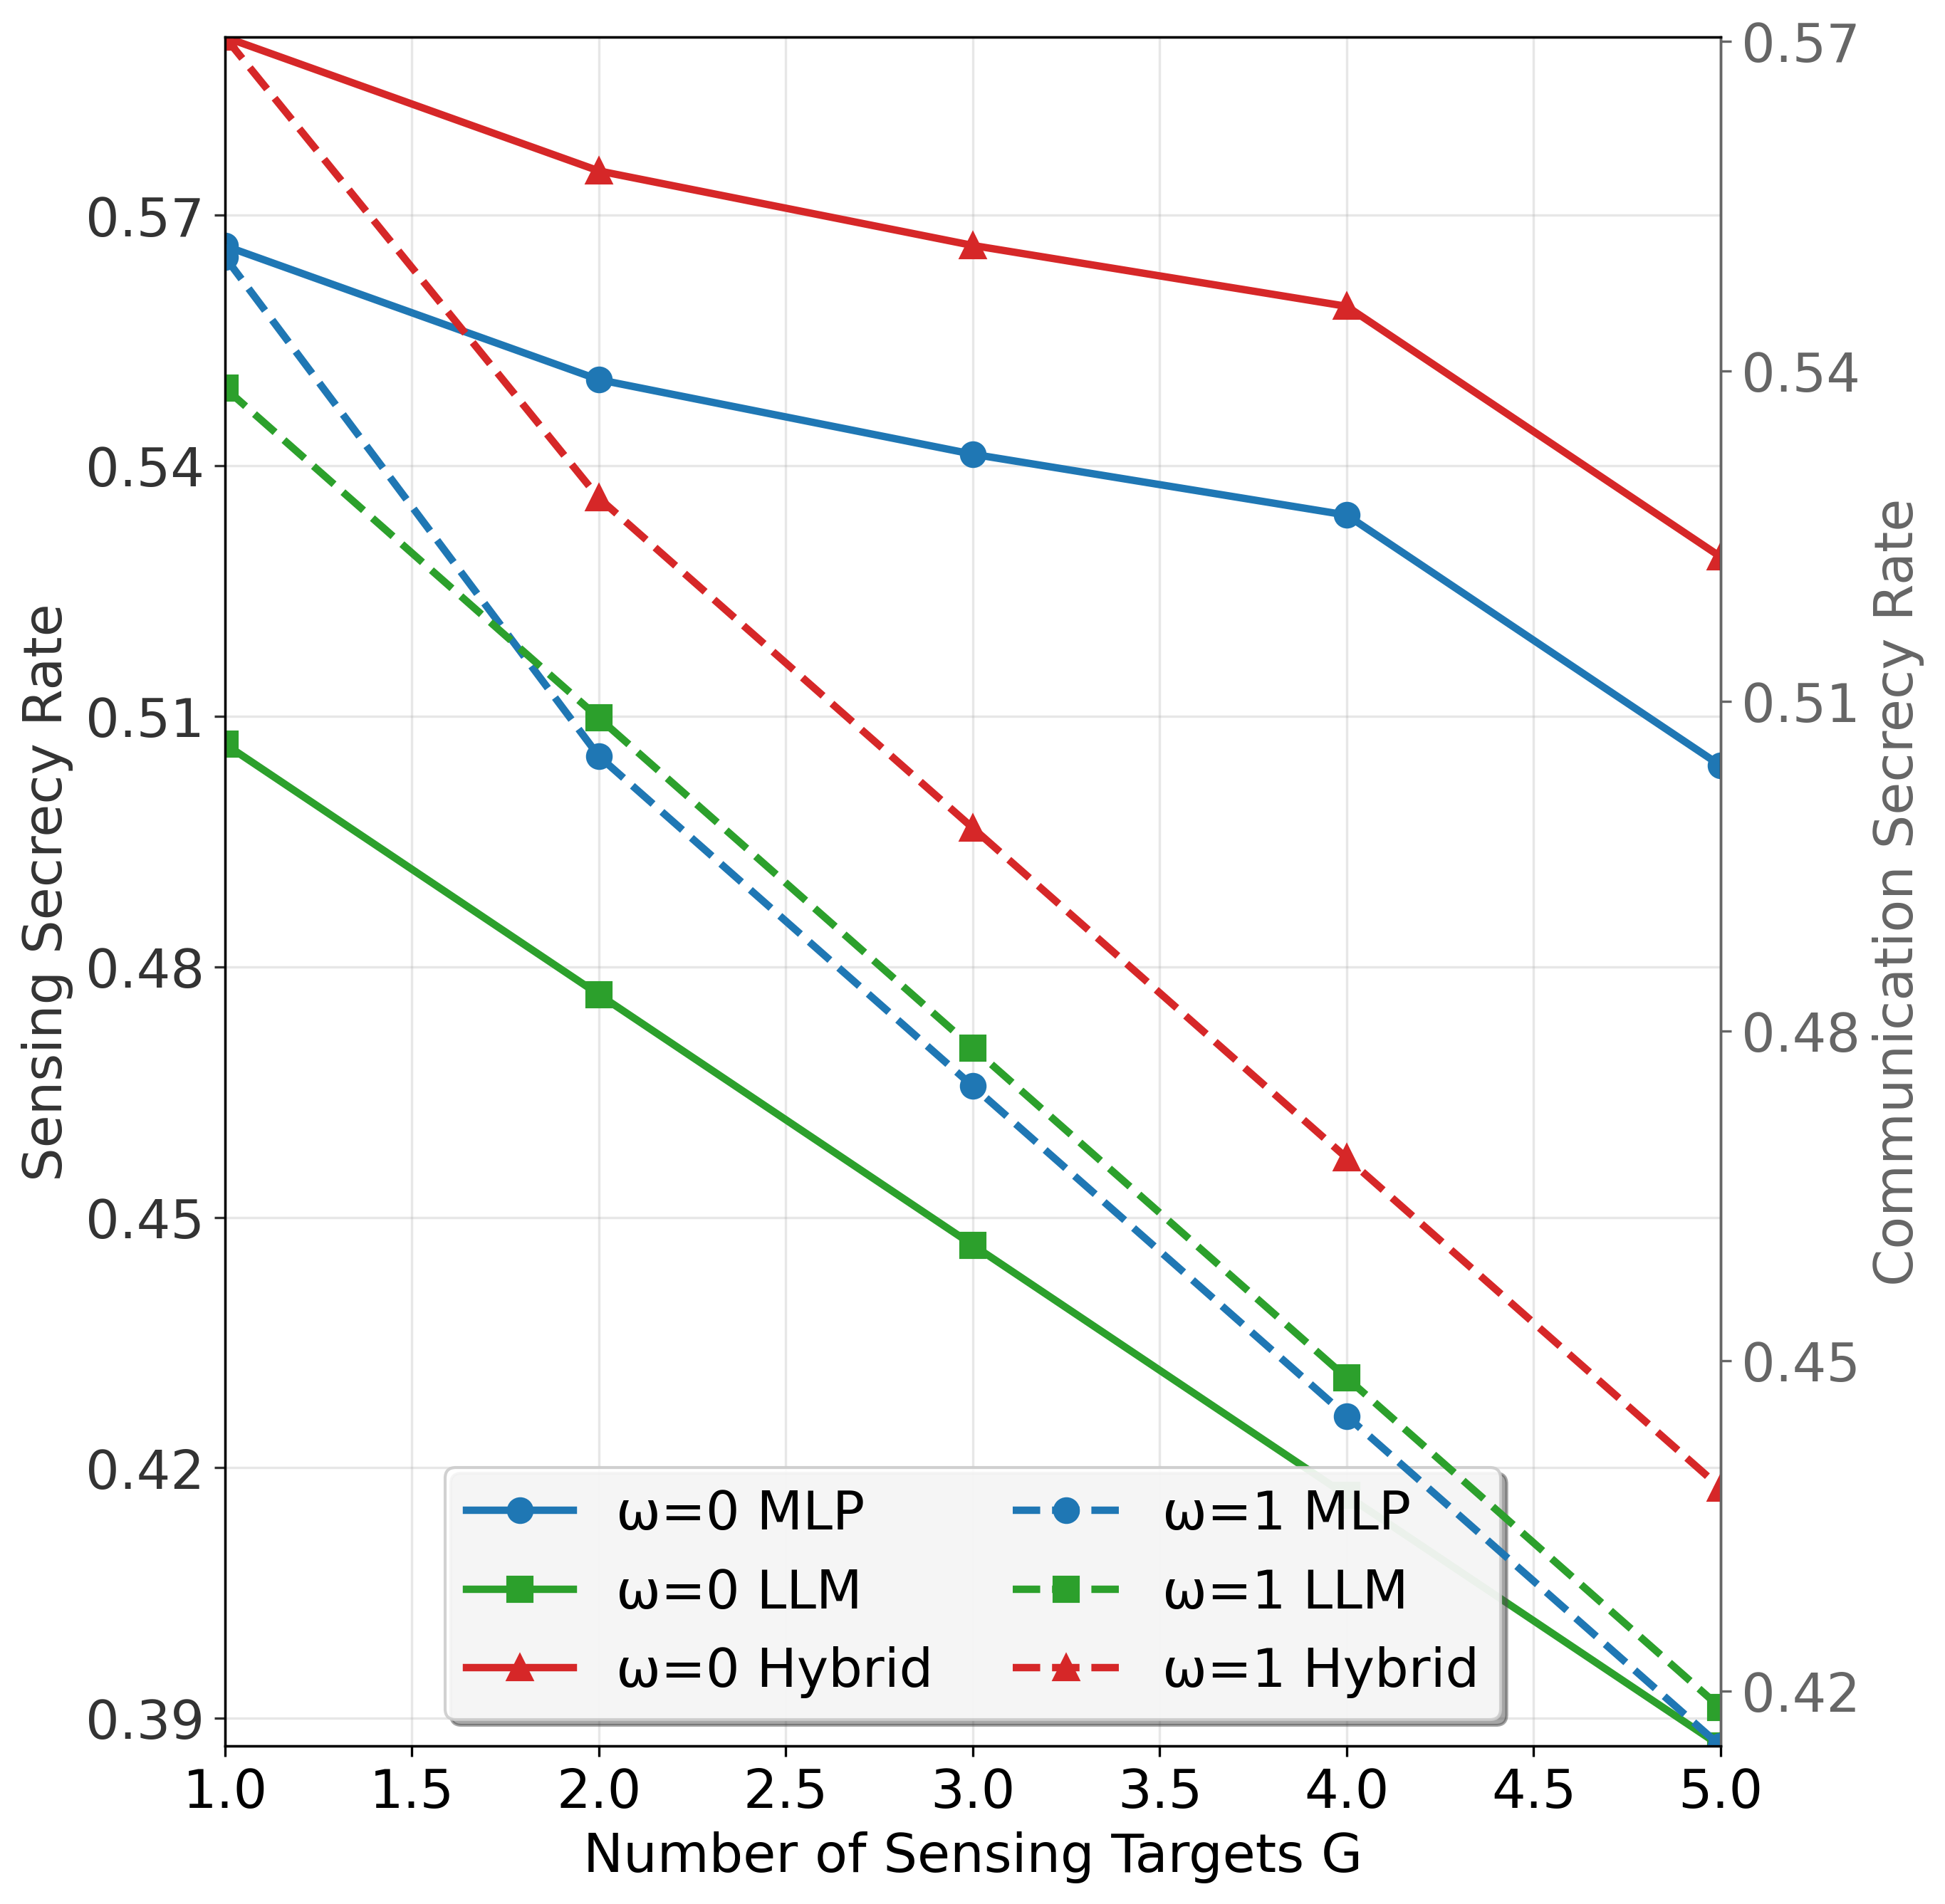 Sensing Secrecy Rate
0.57
0.54
0.51
0.48
0.45
0.42
0.39
0.57
0.54
0.51
0.48
0.45
0.42
Communication Secrecy Rate
ω=0 MLP
ω=0 LLM
ω=0 Hybrid
ω=1 MLP
ω=1 LLM
ω=1 Hybrid
1.0 1.5 2.0 2.5 3.0 3.5 4.0 4.5 5.0
Number of Sensing Targets G